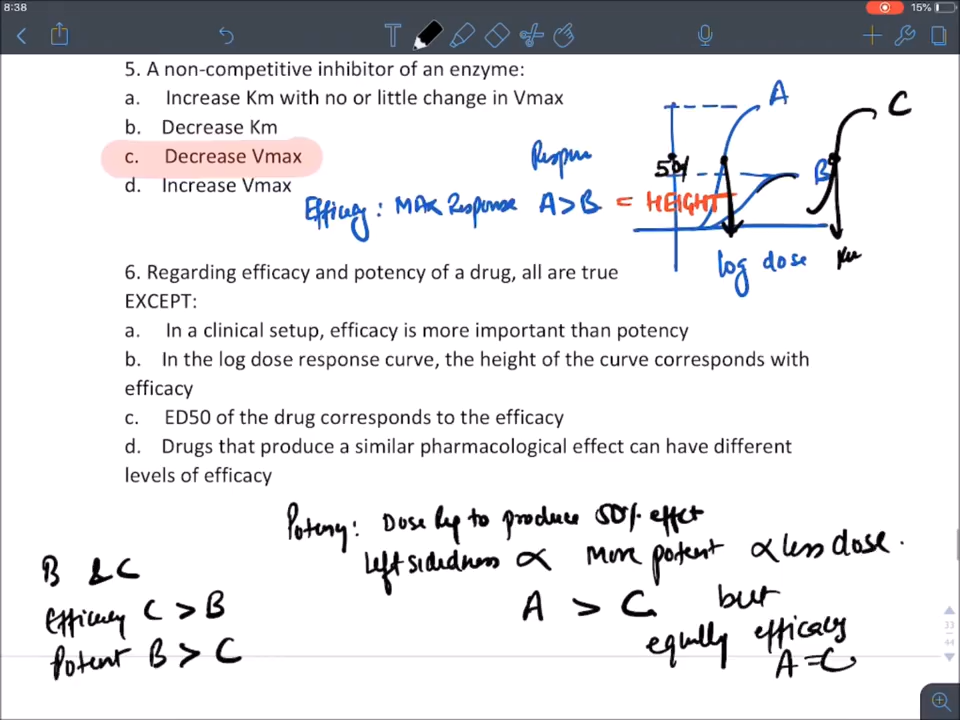 8:38
15%
T
5. A non-competitive inhibitor of an enzyme:
a. Increase Km with no or little change in Vmax
b. Decrease Km
c. Decrease Vmax
d. Increase Vmax
A
C
50%
B
log dose
Efficacy : MAX Response A > B = HEIGHT
6. Regarding efficacy and potency of a drug, all are true
EXCEPT:
a. In a clinical setup, efficacy is more important than potency
b. In the log dose response curve, the height of the curve corresponds with
efficacy
c. ED50 of the drug corresponds to the efficacy
d. Drugs that produce a similar pharmacological effect can have different
levels of efficacy
Potency: Dose to produce 50% effect
left sidedness ∝ More potent ∝ less dose.
A > C but
equally efficacy
A = C
B & C
Efficacy C > B
Potent B > C
33
44